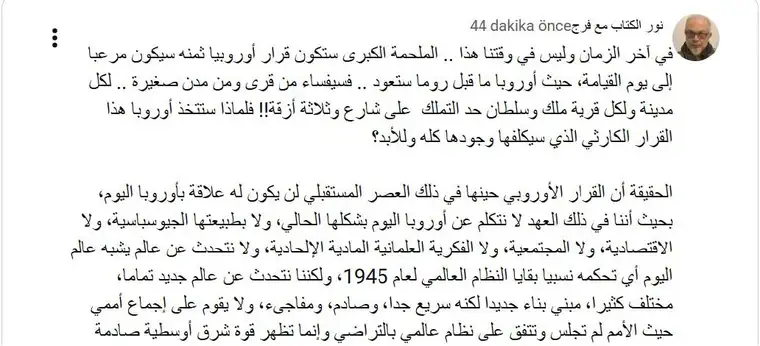 نور الكتاب مع فرج 44 dakika önce
في آخر الزمان وليس في وقتنا هذا .. الملحمة الكبرى ستكون قرار أوروبيا ثمنه سيكون مرعبا
إلى يوم القيامة، حيث أوروبا ما قبل روما ستعود .. فسيفساء من قرى ومن مدن صغيرة .. لكل
مدينة ولكل قرية ملك وسلطان حد التملك على شارع وثلاثة أزقة!! فلماذا ستتخذ أوروبا هذا
القرار الكارثي الذي سيكلفها وجودها كله وللأبد؟
الحقيقة أن القرار الأوروبي حينها في ذلك العصر المستقبلي لن يكون له علاقة بأوروبا اليوم،
بحيث أننا في ذلك العهد لا نتكلم عن أوروبا اليوم بشكلها الحالي، ولا بطبيعتها الجيوسباسية، ولا
الاقتصادية، ولا المجتمعية، ولا الفكرية العلمانية المادية الإلحادية، ولا نتحدث عن عالم يشبه عالم
اليوم أي تحكمه نسبيا بقايا النظام العالمي لعام 1945، ولكننا نتحدث عن عالم جديد تماما،
مختلف كثيرا، مبني بناء جديدا لكنه سريع جدا، وصادم، ومفاجىء، ولا يقوم على إجماع أممي
حيث الأمم لم تجلس وتتفق على نظام عالمي بالتراضي وإنما تظهر قوة شرق أوسطية صادمة